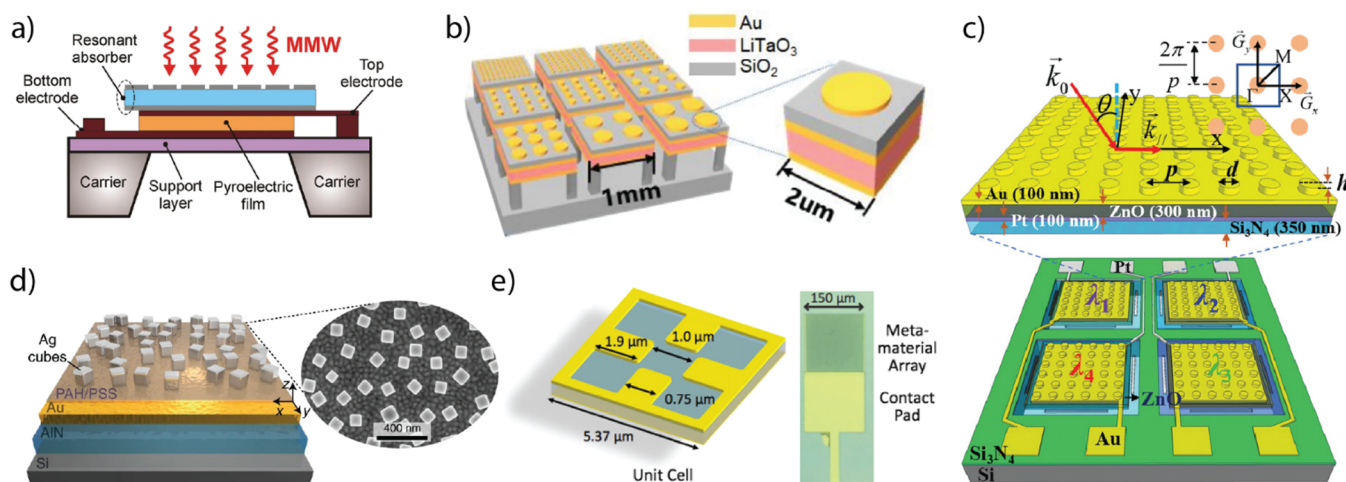 a)
MMW
Resonant
absorber
Bottom
electrode
Top
electrode
Carrier
Support
layer
Pyroelectric
film
Carrier
b)
Au
LiTaO3
SiO2
1mm
2um
c)
2π
p
G⃗y
M
Γ
X
G⃗x
k⃗0
θ
y
k⃗//
x
p
d
h
Au (100 nm)
ZnO (300 nm)
Pt (100 nm)
Si3N4 (350 nm)
Pt
λ1
λ2
λ4
λ3
ZnO
Au
Si3N4
Si
d)
Ag
cubes
PAH/PSS
Au
AlN
Si
z
x
y
400 nm
e)
1.9 μm
1.0 μm
0.75 μm
5.37 μm
Unit Cell
150 μm
Meta-
material
Array
Contact
Pad